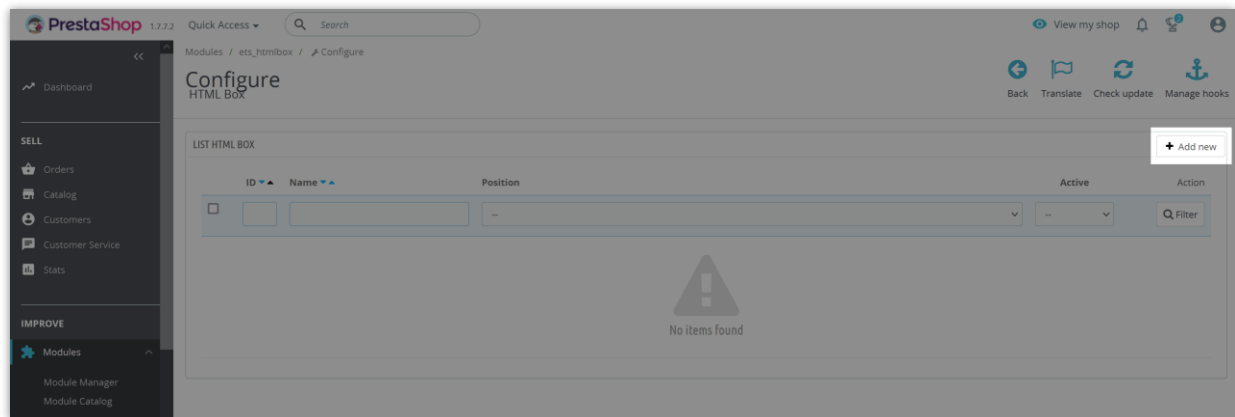 PrestaShop 1.7.7.2 Quick Access Search View my shop 2
Modules / ets_htmlbox / Configure
Configure
HTML Box
Back Translate Check update Manage hooks
Dashboard
SELL
Orders
Catalog
Customers
Customer Service
Stats
IMPROVE
Modules
Module Manager
Module Catalog
LIST HTML BOX + Add new
ID Name Position Active Action
-- -- Filter
No items found